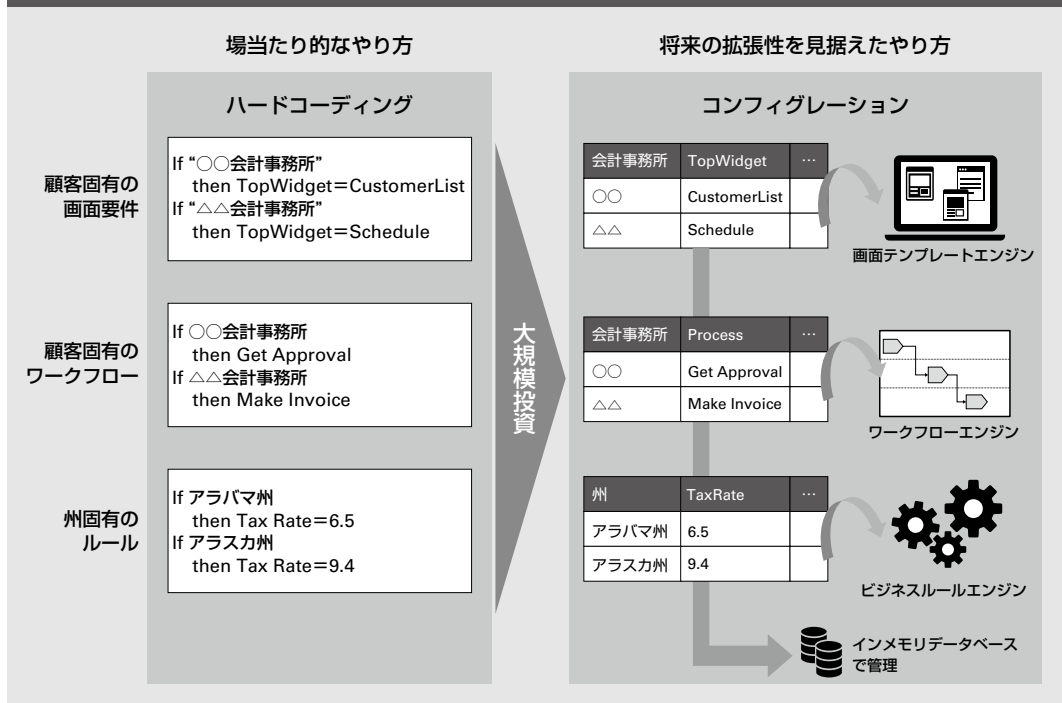 場当たり的なやり方
将来の拡張性を見据えたやり方
ハードコーディング
コンフィグレーション
顧客固有の
画面要件
If “○○会計事務所”
then TopWidget＝CustomerList
If “△△会計事務所”
then TopWidget＝Schedule
会計事務所 TopWidget …
○○ CustomerList
△△ Schedule
画面テンプレートエンジン
顧客固有の
ワークフロー
If ○○会計事務所
then Get Approval
If △△会計事務所
then Make Invoice
大規模投資
会計事務所 Process …
○○ Get Approval
△△ Make Invoice
ワークフローエンジン
州固有の
ルール
If アラバマ州
then Tax Rate＝6.5
If アラスカ州
then Tax Rate＝9.4
州 TaxRate …
アラバマ州 6.5
アラスカ州 9.4
ビジネスルールエンジン
インメモリデータベース
で管理